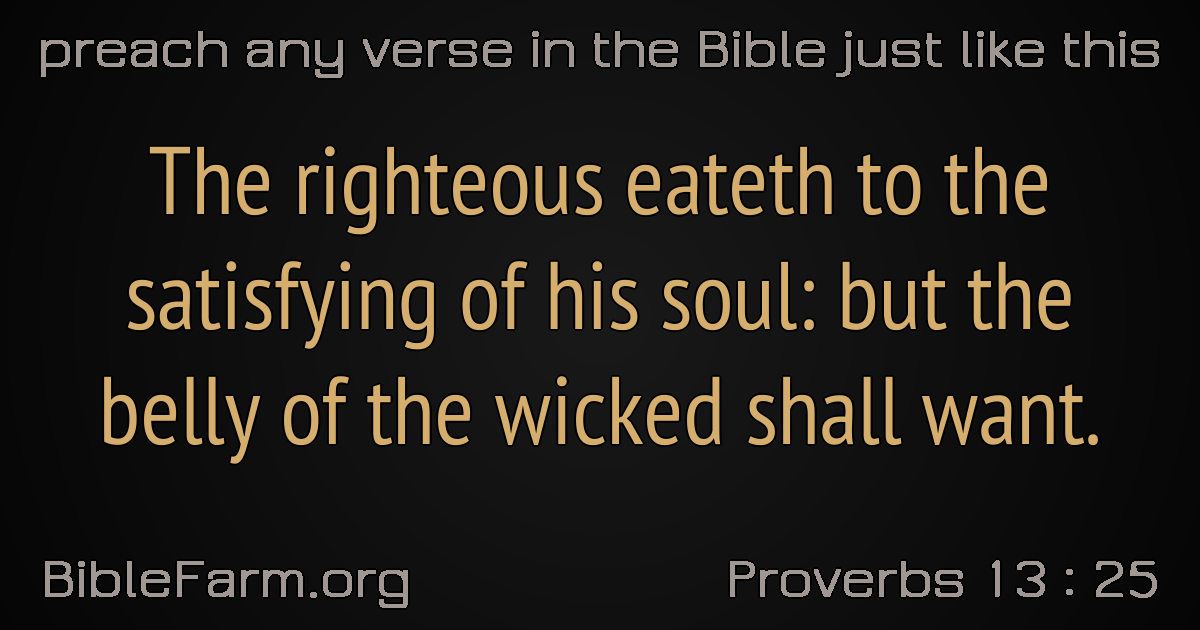 preach any verse in the Bible just like this
The righteous eateth to the
satisfying of his soul: but the
belly of the wicked shall want.
BibleFarm.org
Proverbs 13 : 25